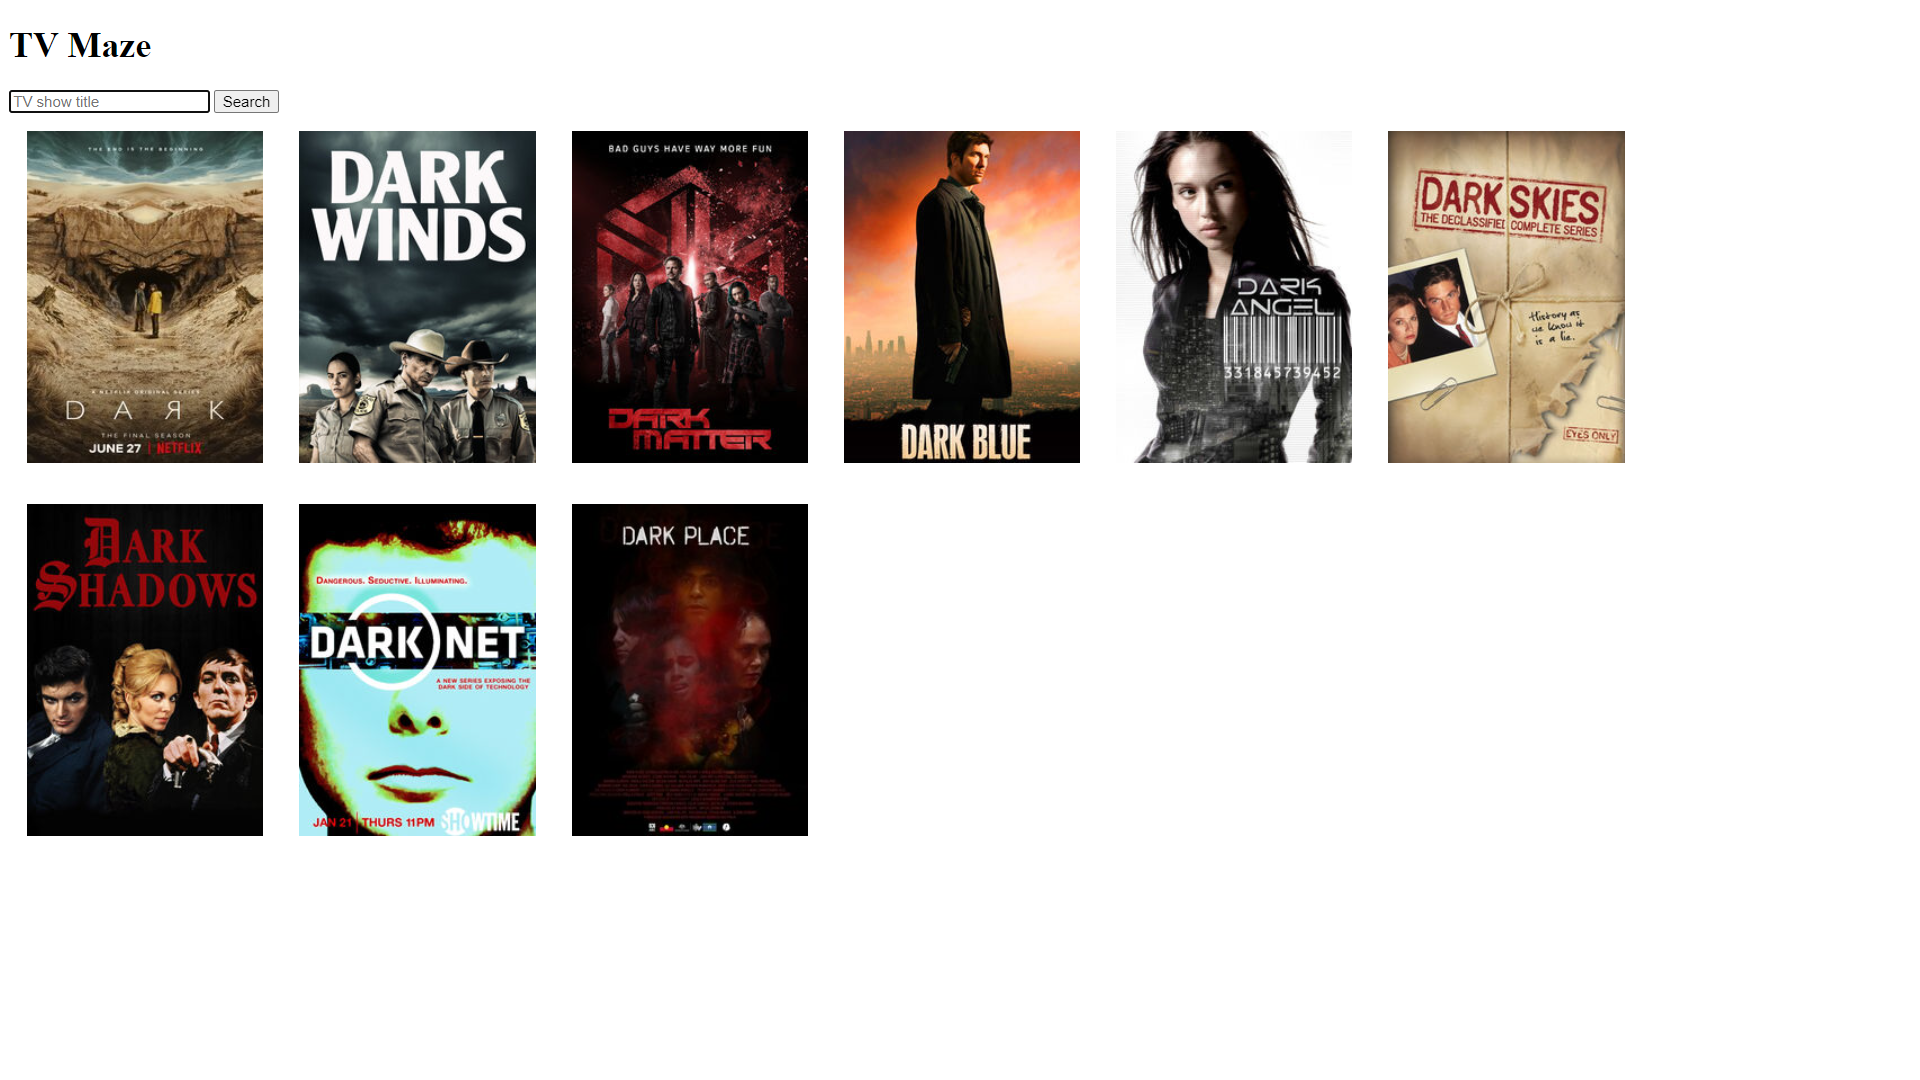 TV Maze
TV show title
Search
THE END IS THE BEGINNING
A NETFLIX ORIGINAL SERIES
DARK
THE FINAL SEASON
JUNE 27 | NETFLIX
DARK
WINDS
BAD GUYS HAVE WAY MORE FUN
DARK
MATTER
DARK BLUE
DARK
ANGEL
331845739452
DARK SKIES
THE DECLASSIFIED COMPLETE SERIES
History as
we know it
is a lie.
EYES ONLY
DARK
SHADOWS
DANGEROUS. SEDUCTIVE. ILLUMINATING.
DARK NET
A NEW SERIES EXPOSING THE
DARK SIDE OF TECHNOLOGY
JAN 21 | THURS 11PM SHOWTIME
DARK PLACE